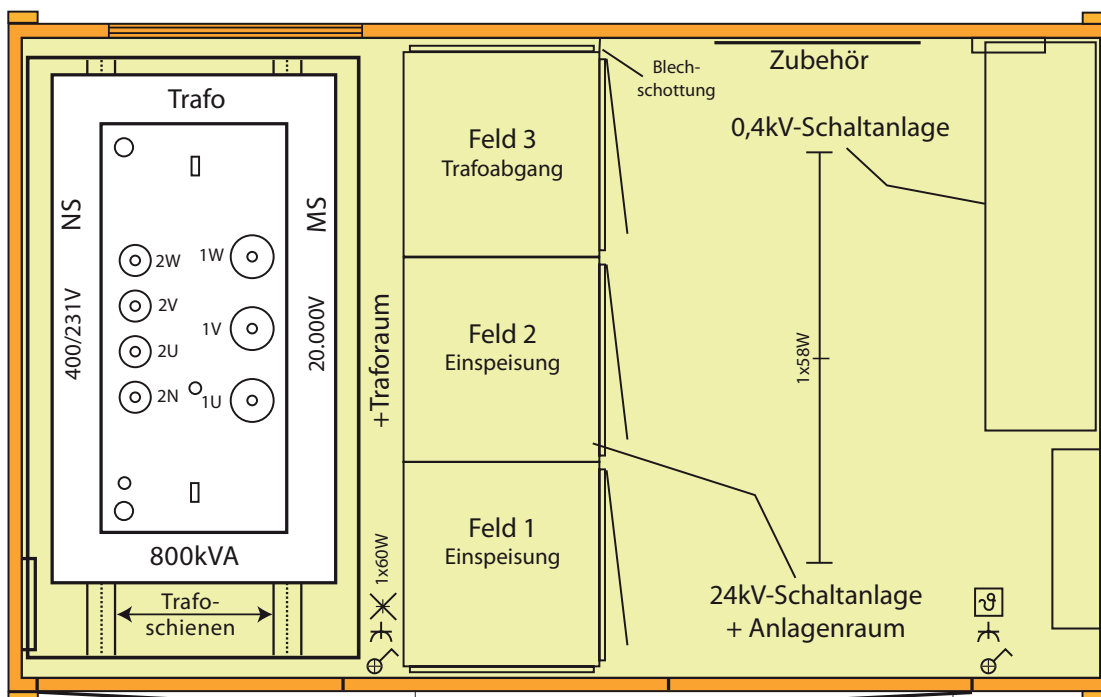 Trafo
NS
MS
400/231V
20.000V
2W
2V
2U
2N
1W
1V
1U
800kVA
Trafo-
schienen
+Traforaum
1x60W
Feld 3
Trafoabgang
Feld 2
Einspeisung
Feld 1
Einspeisung
Blech-
schottung
Zubehör
0,4kV-Schaltanlage
1x58W
24kV-Schaltanlage
+ Anlagenraum
ϑ